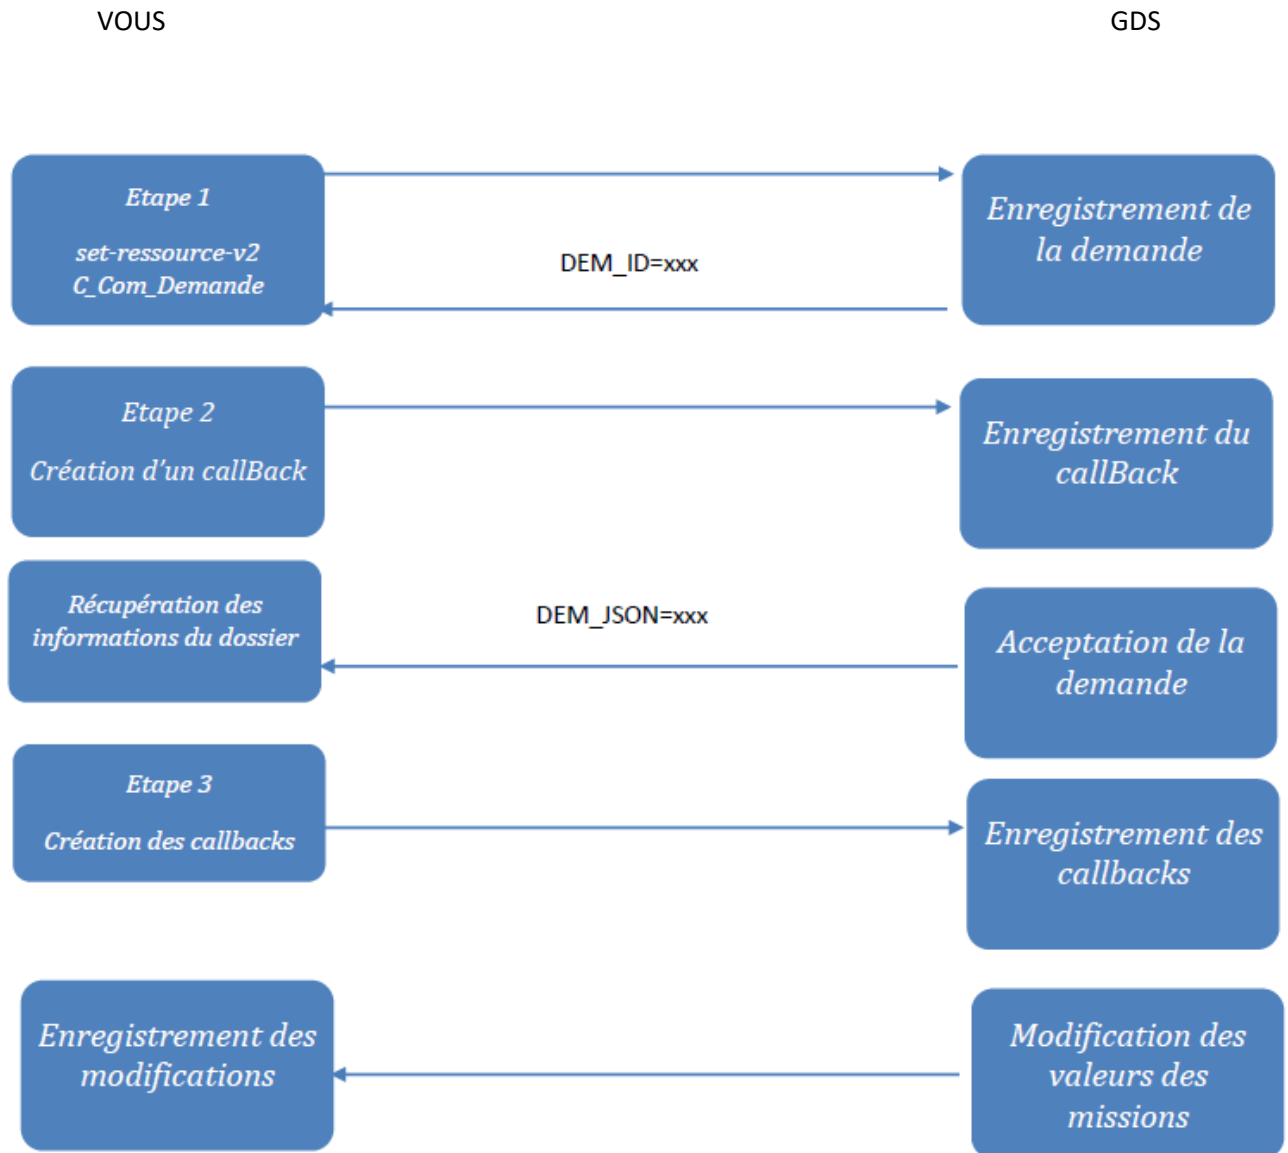 VOUS
GDS
Etape 1
set-ressource-v2
C_Com_Demande
DEM_ID=xxx
Enregistrement de
la demande
Etape 2
Création d'un callBack
Enregistrement du
callBack
Récupération des
informations du dossier
DEM_JSON=xxx
Acceptation de la
demande
Etape 3
Création des callbacks
Enregistrement des
callbacks
Enregistrement des
modifications
Modification des
valeurs des
missions